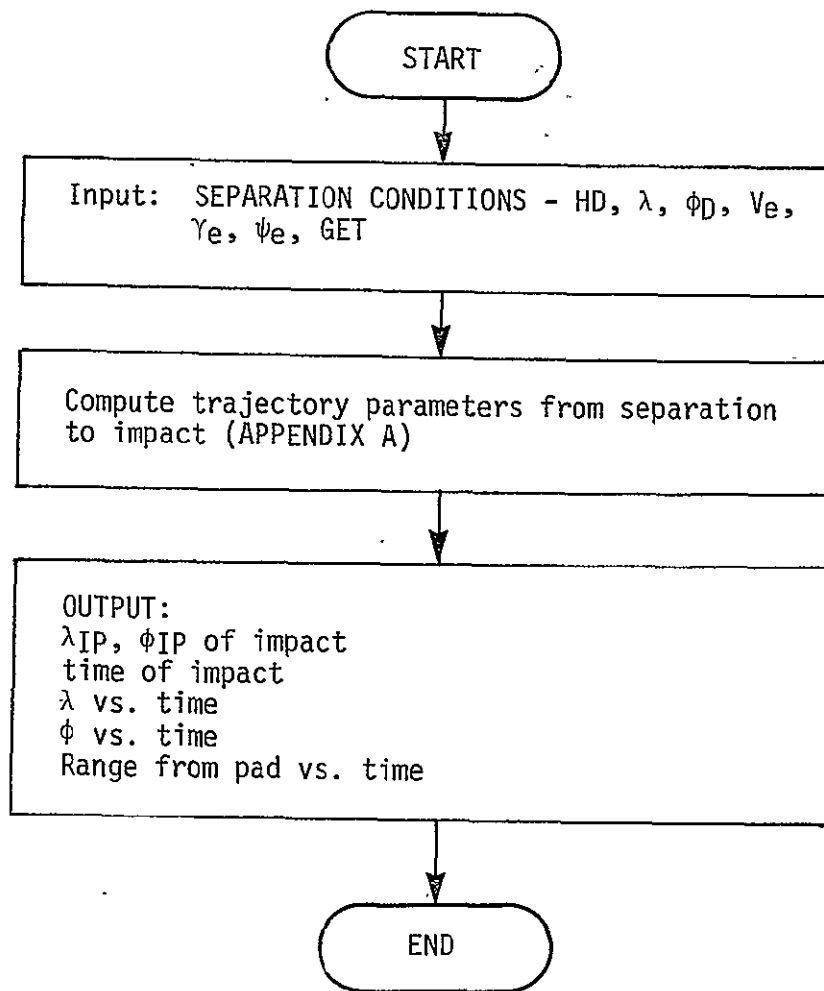 START
Input: SEPARATION CONDITIONS - HD, λ, ϕD, Ve,
γe, ψe, GET
Compute trajectory parameters from separation
to impact (APPENDIX A)
OUTPUT:
λIP, ϕIP of impact
time of impact
λ vs. time
ϕ vs. time
Range from pad vs. time
END